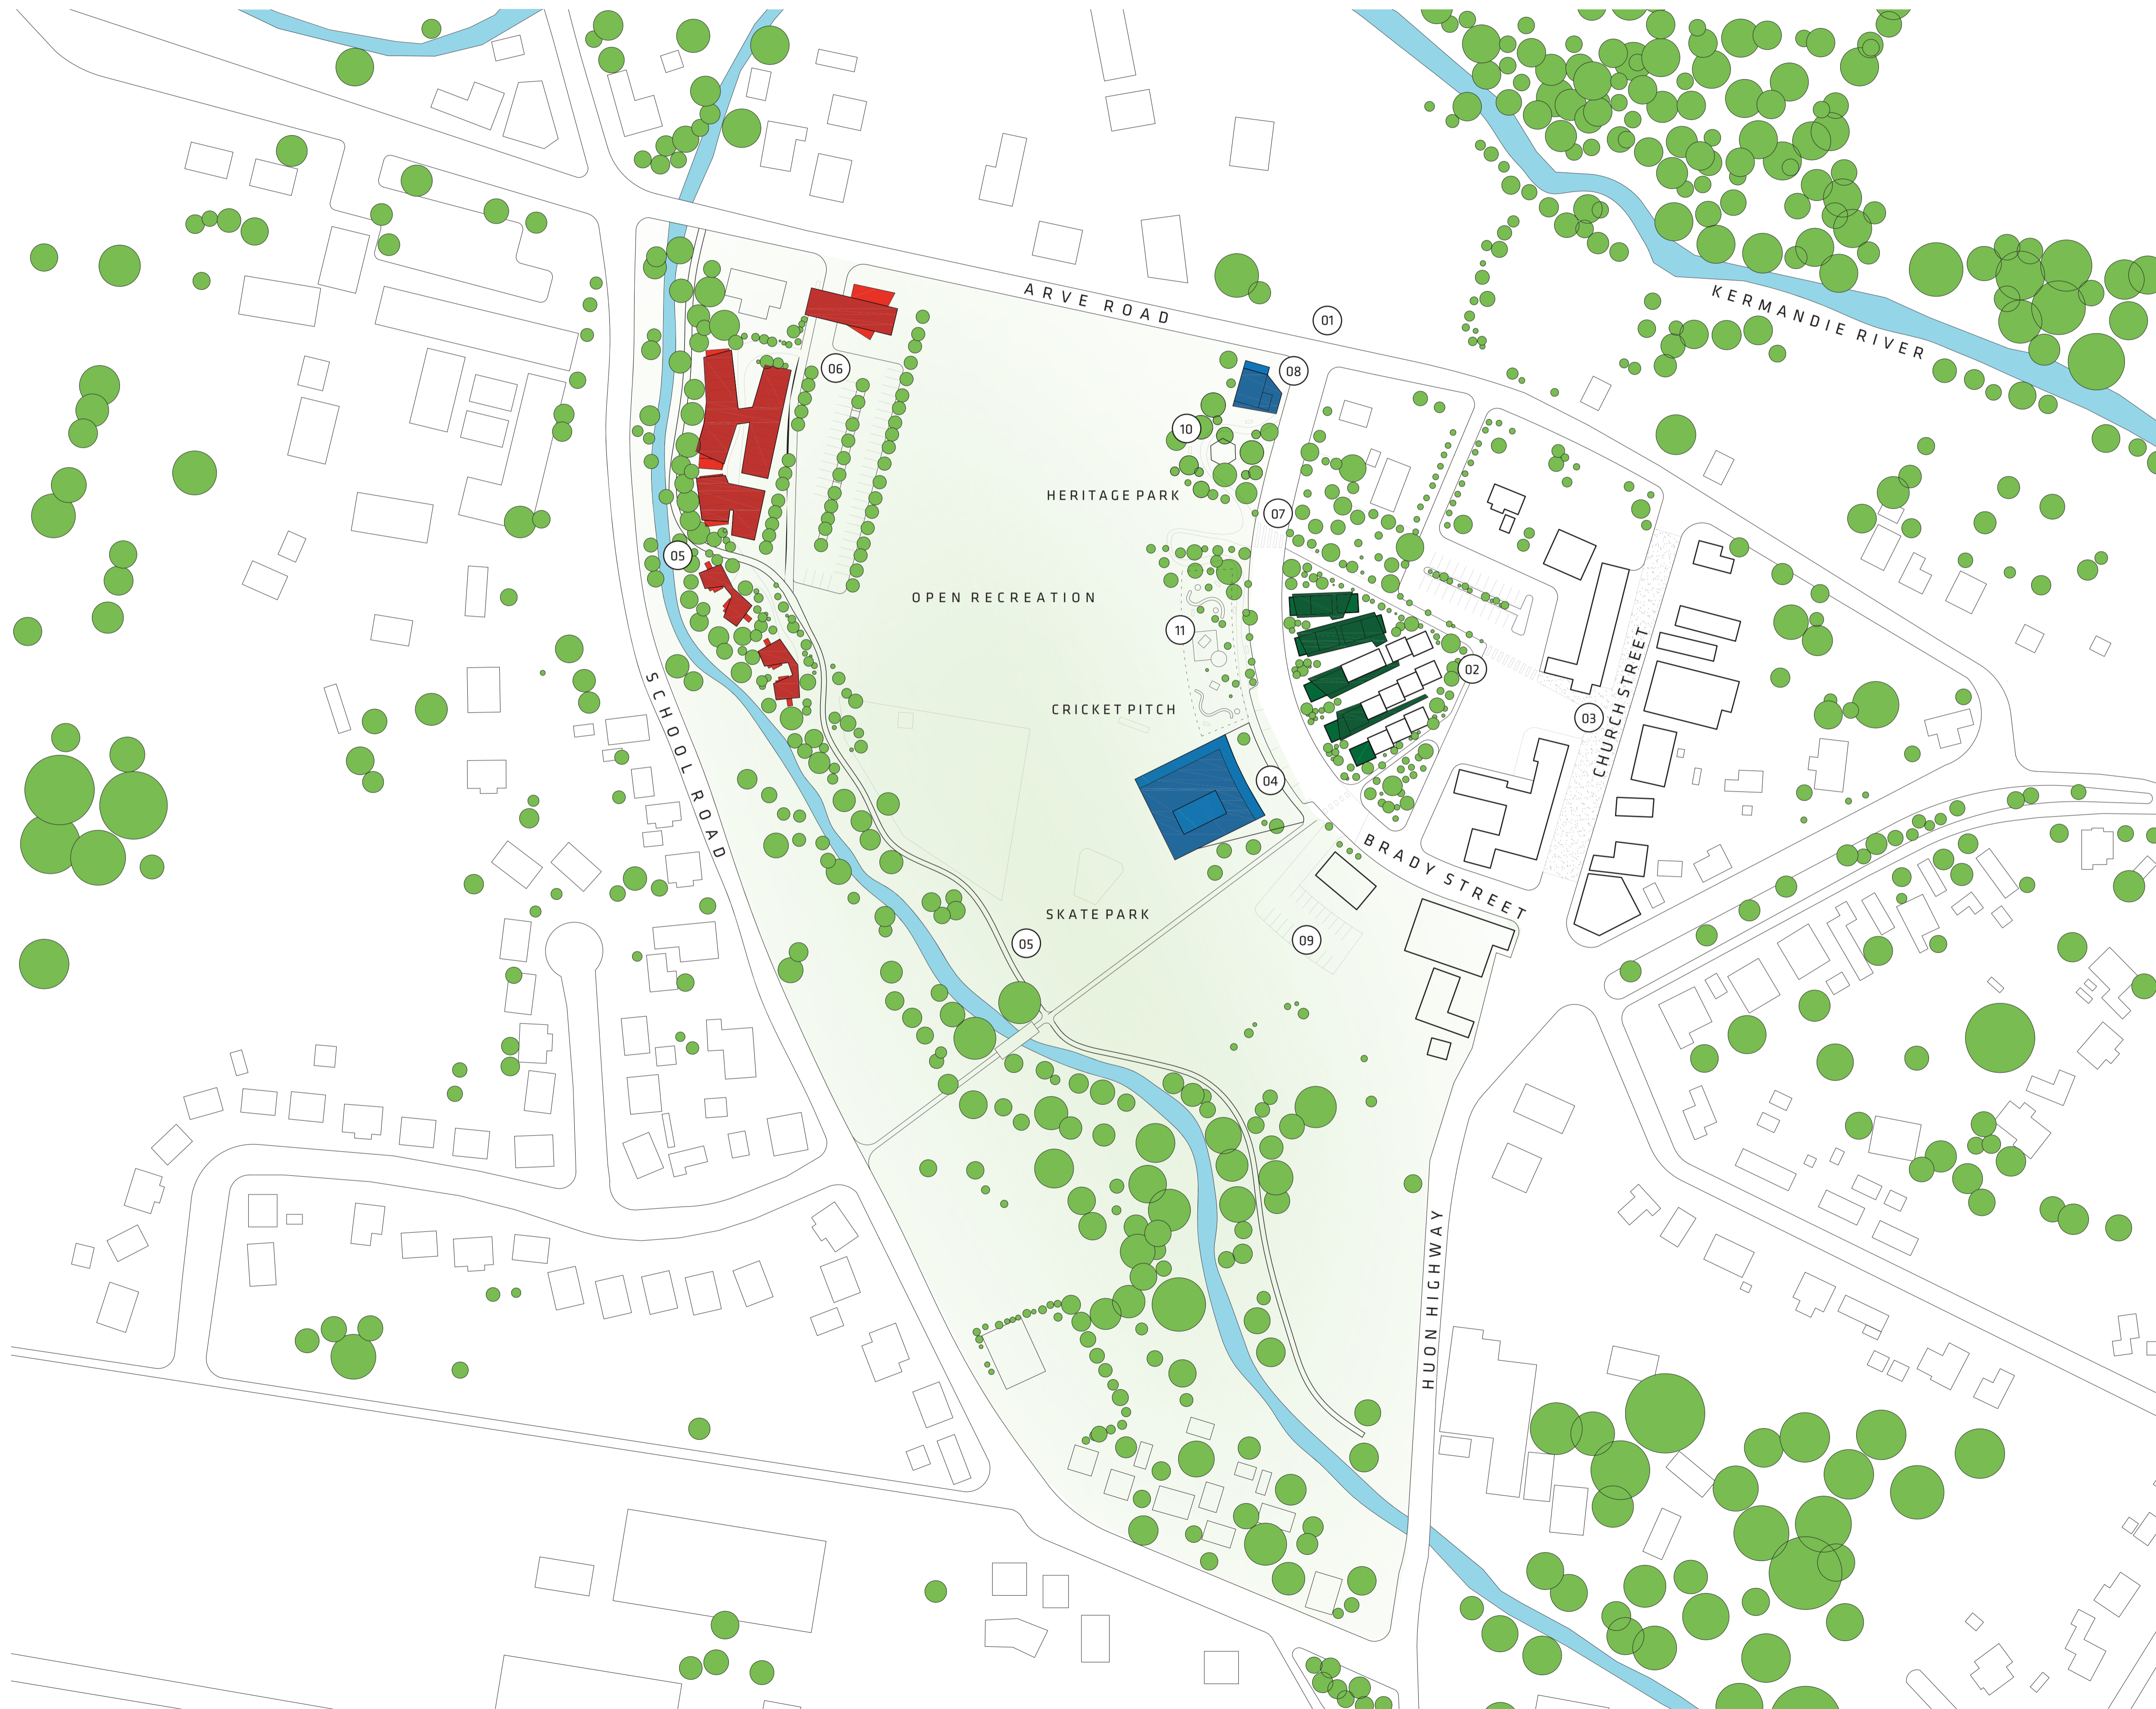 ARVE ROAD
KERMANDIE RIVER
01
08
06
10
HERITAGE PARK
07
05
OPEN RECREATION
11
02
SCHOOL ROAD
CRICKET PITCH
03
CHURCH STREET
04
BRADY STREET
SKATE PARK
05
09
HUON HIGHWAY